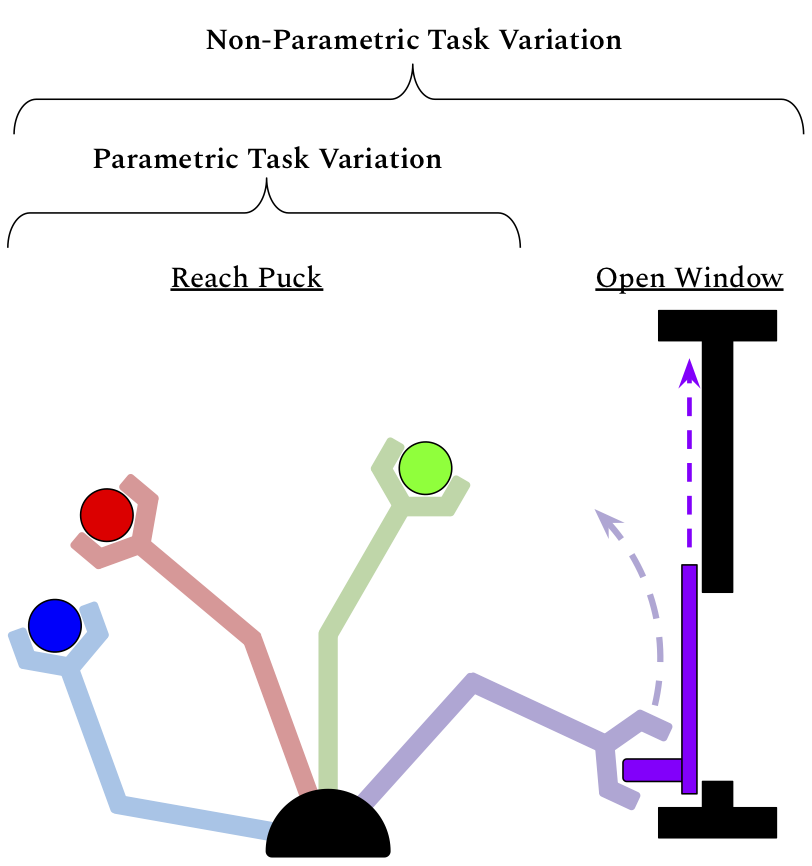 Non-Parametric Task Variation
Parametric Task Variation
Reach Puck
Open Window